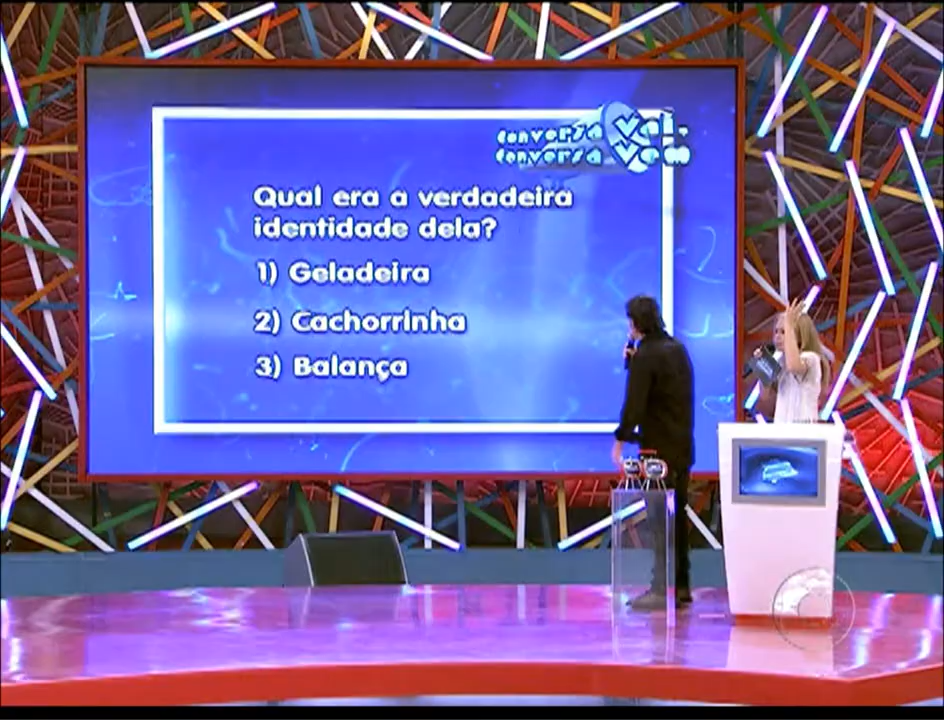 conversa vai,
conversa vem
Qual era a verdadeira
identidade dela?
1) Geladeira
2) Cachorrinha
3) Balança